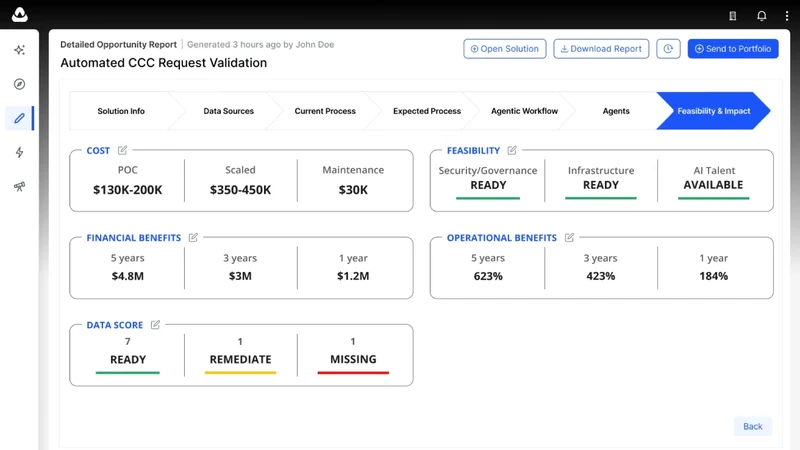 Detailed Opportunity Report | Generated 3 hours ago by John Doe
Automated CCC Request Validation
Open Solution
Download Report
Send to Portfolio
Solution Info
Data Sources
Current Process
Expected Process
Agentic Workflow
Agents
Feasibility & Impact
COST
POC Scaled Maintenance
$130K-200K $350-450K $30K
FEASIBILITY
Security/Governance Infrastructure AI Talent
READY READY AVAILABLE
FINANCIAL BENEFITS
5 years 3 years 1 year
$4.8M $3M $1.2M
OPERATIONAL BENEFITS
5 years 3 years 1 year
623% 423% 184%
DATA SCORE
7 1 1
READY REMEDIATE MISSING
Back